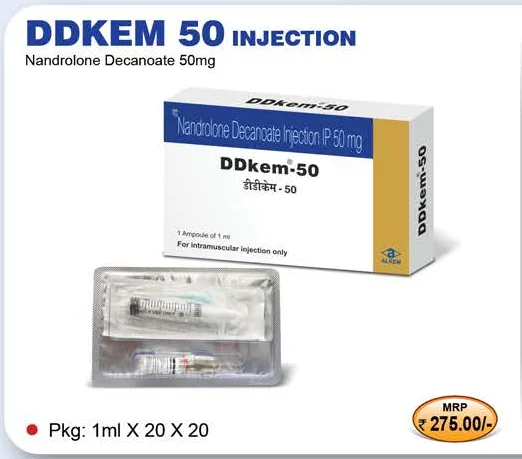 DDKEM 50 INJECTION
Nandrolone Decanoate 50mg
DDkem-50
Nandrolone Decanoate Injection IP 50 mg
DDkem®-50
डीडीकेम - 50
1 Ampoule of 1 ml
For intramuscular injection only
DDkem-50
ALKEM
Pkg: 1ml X 20 X 20
MRP
₹ 275.00/-